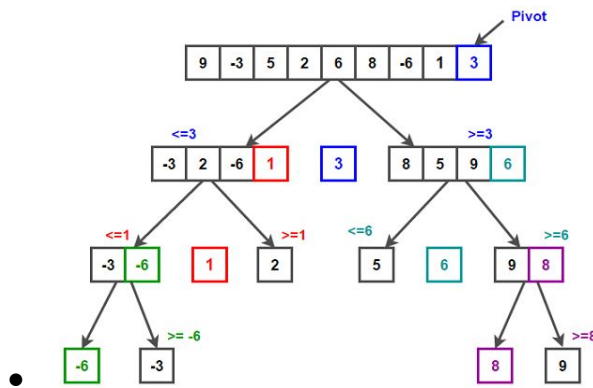 Pivot
9 -3 5 2 6 8 -6 1 3
<=3 >=3
-3 2 -6 1 3 8 5 9 6
<=1 >=1 <=6 >=6
-3 -6 1 2 5 6 9 8
>= -6 >=8
-6 -3 8 9